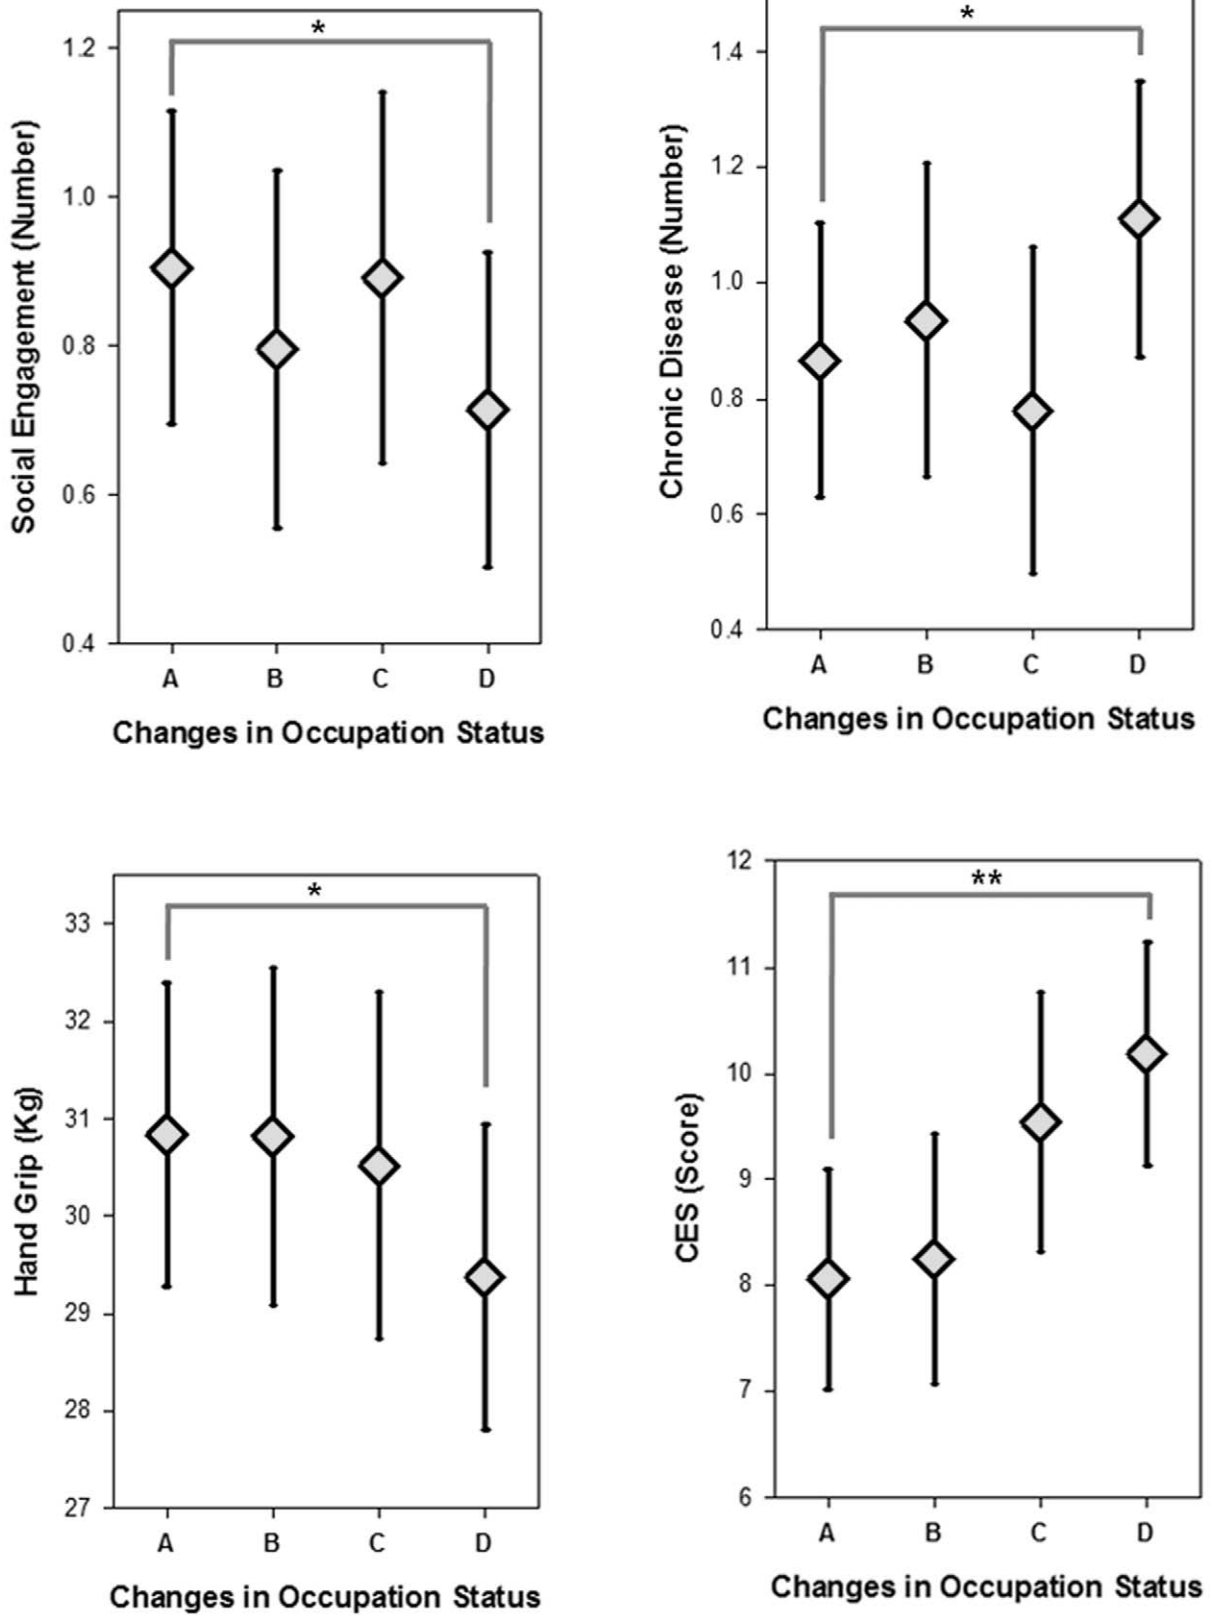 *
1.2
1.0
0.8
0.6
0.4
Social Engagement (Number)
A B C D
Changes in Occupation Status
*
1.4
1.2
1.0
0.8
0.6
0.4
Chronic Disease (Number)
A B C D
Changes in Occupation Status
*
33
32
31
30
29
28
27
Hand Grip (Kg)
A B C D
Changes in Occupation Status
**
12
11
10
9
8
7
6
CES (Score)
A B C D
Changes in Occupation Status